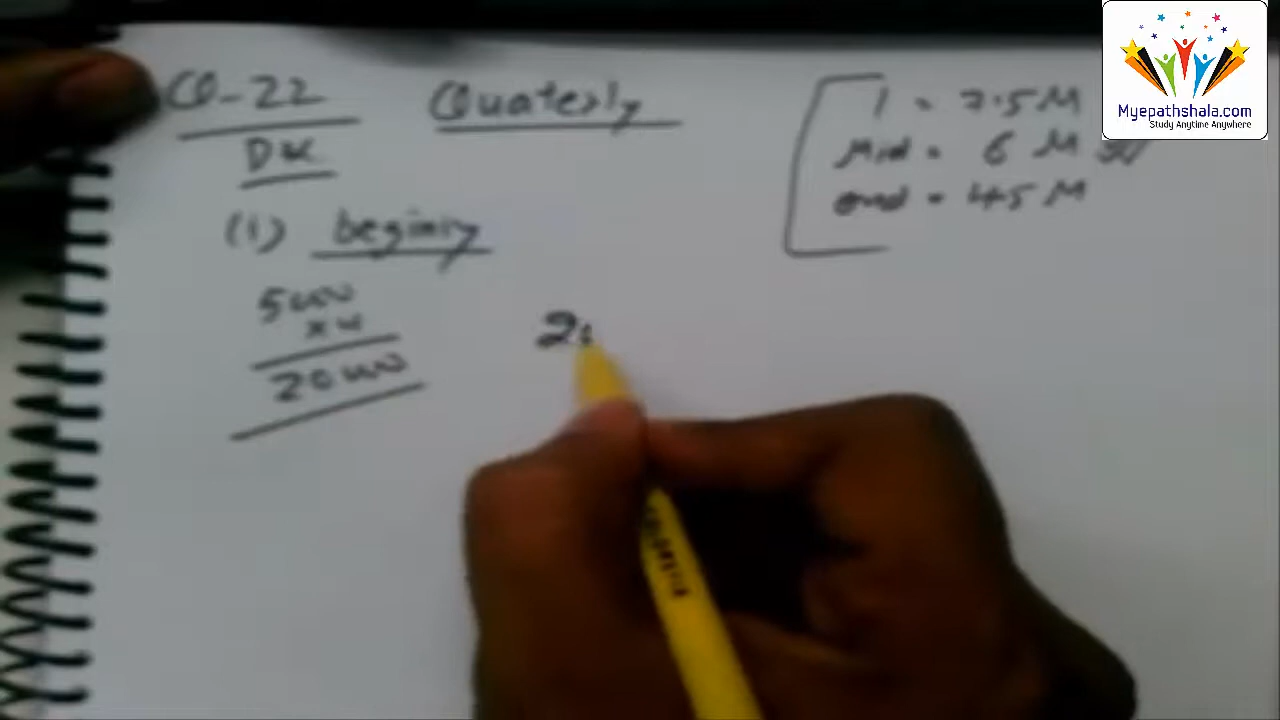 Q-22 Quaterly
DK
(1) beginig
5000
x 4
20000
2
1 = 7.5 M
Mid = 6 M
end = 4.5 M
Myepathshala.com
Study Anytime Anywhere